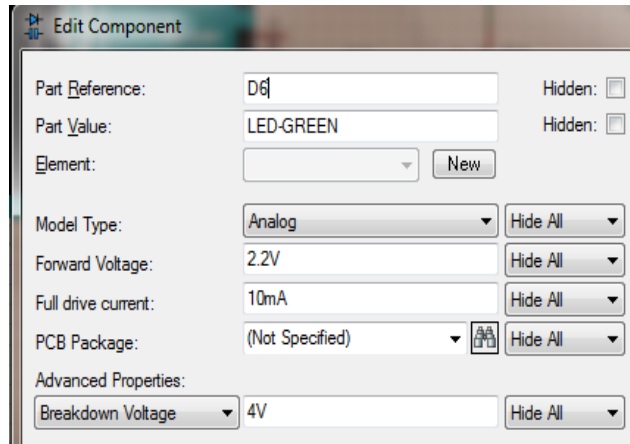 Edit Component
Part Reference: D6 Hidden:
Part Value: LED-GREEN Hidden:
Element: New
Model Type: Analog Hide All
Forward Voltage: 2.2V Hide All
Full drive current: 10mA Hide All
PCB Package: (Not Specified) Hide All
Advanced Properties:
Breakdown Voltage 4V Hide All